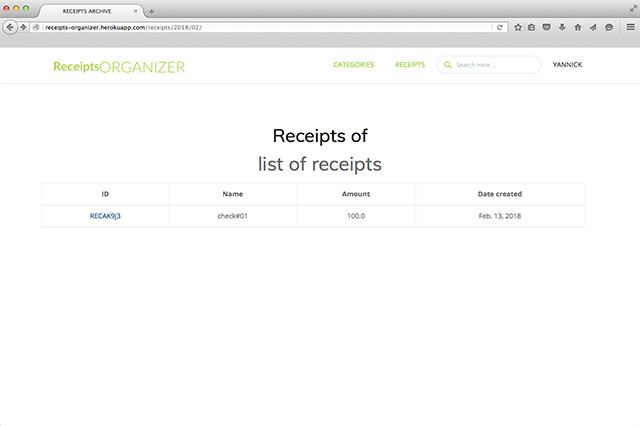 RECEIPTS ARCHIVE
receipts-organizer.herokuapp.com/receipts/2018/02/
ReceiptsORGANIZER CATEGORIES RECEIPTS Search Here ... YANNICK
Receipts of
list of receipts
ID Name Amount Date created
RECAK9J3 check#01 100.0 Feb. 13, 2018